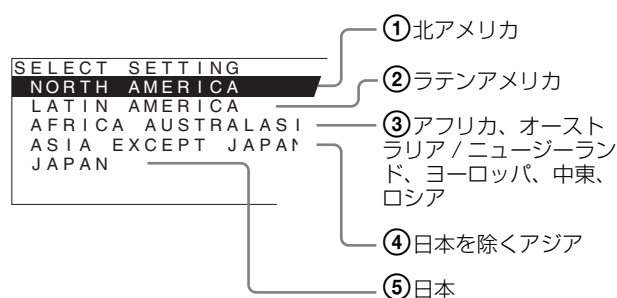 SELECT SETTING
NORTH AMERICA
LATIN AMERICA
AFRICA AUSTRALASI
ASIA EXCEPT JAPAN
JAPAN
①北アメリカ
②ラテンアメリカ
③アフリカ、オースト
ラリア / ニュージーラン
ド、ヨーロッパ、中東、
ロシア
④日本を除くアジア
⑤日本